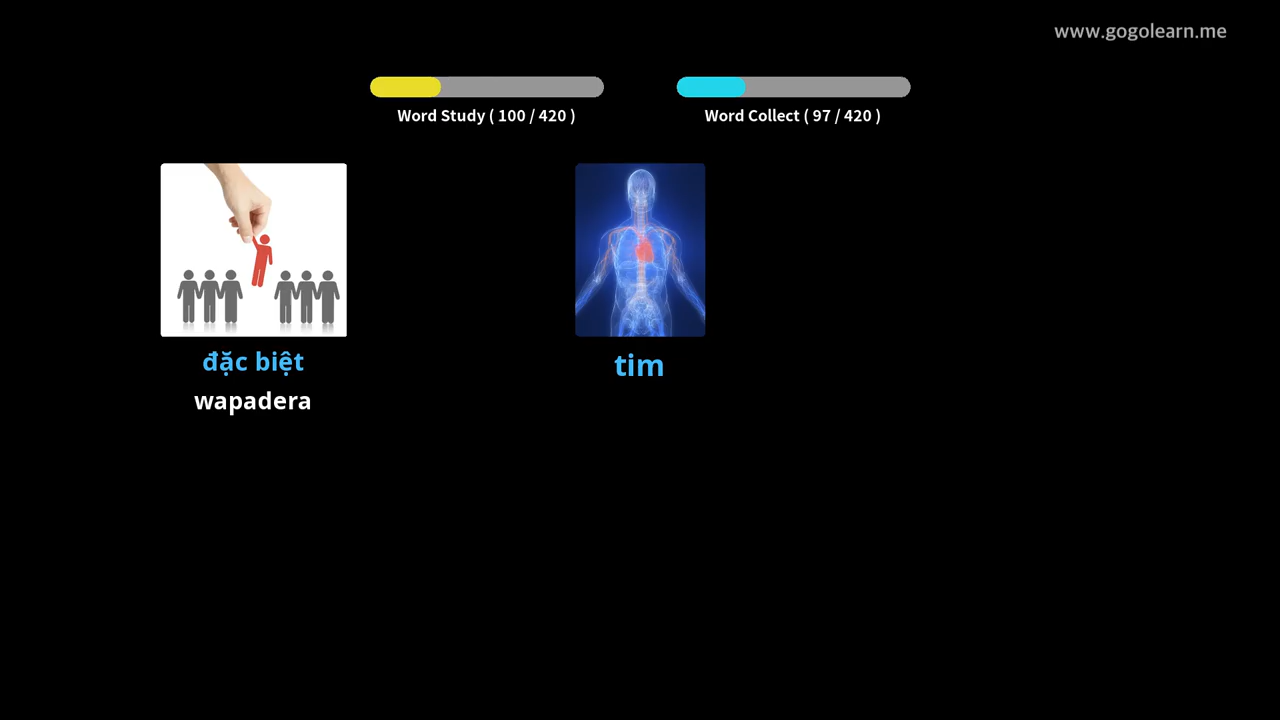 www.gogolearn.me
Word Study ( 100 / 420 )
Word Collect ( 97 / 420 )
đặc biệt
wapadera
tim